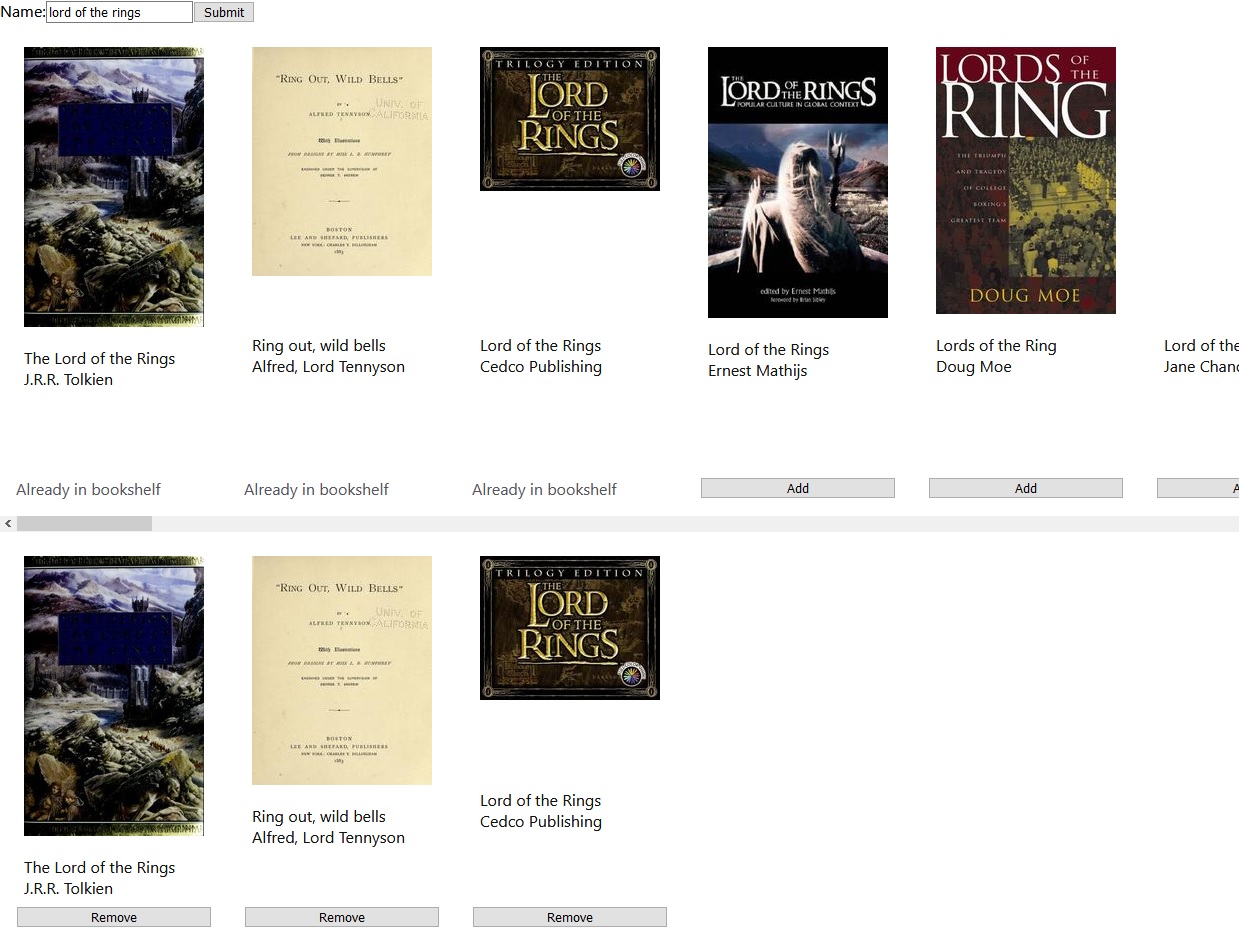 Name: lord of the rings Submit
"RING OUT, WILD BELLS"
BY
ALFRED TENNYSON
UNIV. OF
CALIFORNIA
With Illustrations
FROM DESIGNS BY MISS L. B. HUMPHREY
ENGRAVED UNDER THE SUPERVISION OF
GEORGE T. ANDREW
BOSTON
LEE AND SHEPARD, PUBLISHERS
NEW YORK: CHARLES T. DILLINGHAM
1883
TRILOGY EDITION
THE
LORD
OF THE
RINGS
THE
LORD OF THE RINGS
POPULAR CULTURE IN GLOBAL CONTEXT
edited by Ernest Mathijs
foreword by Brian Sibley
LORDS OF THE
RING
THE TRIUMPH
AND TRAGEDY
OF COLLEGE
BOXING'S
GREATEST TEAM
DOUG MOE
The Lord of the Rings
J.R.R. Tolkien
Ring out, wild bells
Alfred, Lord Tennyson
Lord of the Rings
Cedco Publishing
Lord of the Rings
Ernest Mathijs
Lords of the Ring
Doug Moe
Lord of the
Jane Chanc
Already in bookshelf
Already in bookshelf
Already in bookshelf
Add
Add
A
"RING OUT, WILD BELLS"
BY
ALFRED TENNYSON
UNIV. OF
CALIFORNIA
With Illustrations
FROM DESIGNS BY MISS L. B. HUMPHREY
ENGRAVED UNDER THE SUPERVISION OF
GEORGE T. ANDREW
BOSTON
LEE AND SHEPARD, PUBLISHERS
NEW YORK: CHARLES T. DILLINGHAM
1883
TRILOGY EDITION
THE
LORD
OF THE
RINGS
The Lord of the Rings
J.R.R. Tolkien
Ring out, wild bells
Alfred, Lord Tennyson
Lord of the Rings
Cedco Publishing
Remove
Remove
Remove